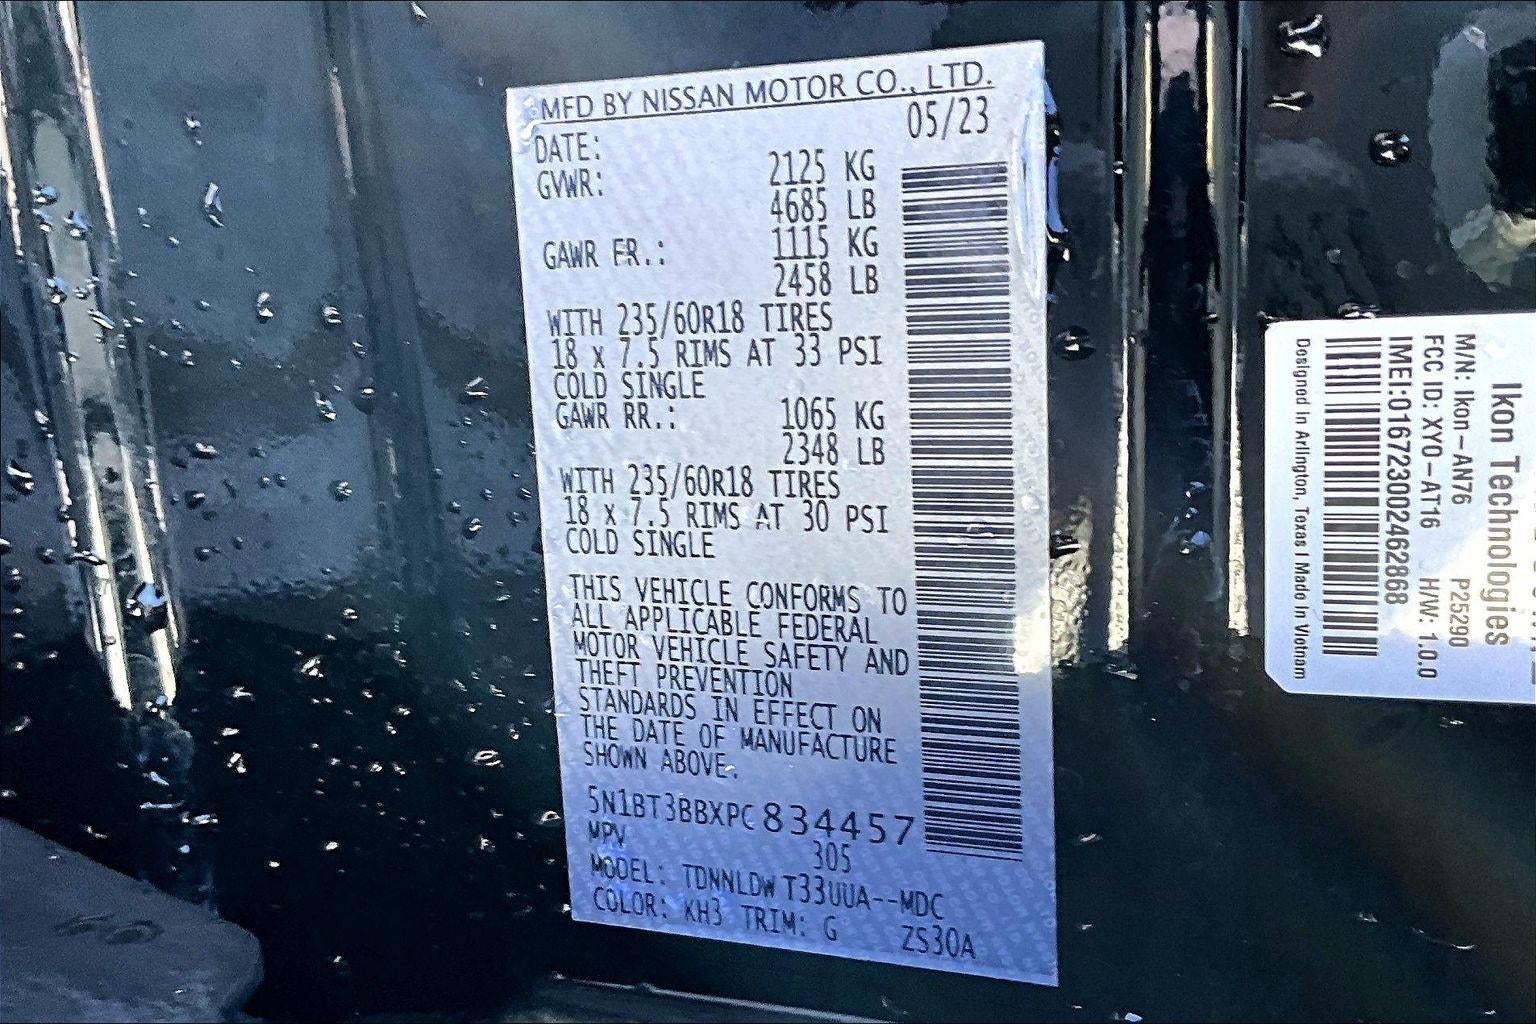 MFD BY NISSAN MOTOR CO., LTD.
DATE: 05/23
GVWR: 2125 KG
4685 LB
GAWR FR.: 1115 KG
2458 LB
WITH 235/60R18 TIRES
18 x 7.5 RIMS AT 33 PSI
COLD SINGLE
GAWR RR.: 1065 KG
2348 LB
WITH 235/60R18 TIRES
18 x 7.5 RIMS AT 30 PSI
COLD SINGLE
THIS VEHICLE CONFORMS TO
ALL APPLICABLE FEDERAL
MOTOR VEHICLE SAFETY AND
THEFT PREVENTION
STANDARDS IN EFFECT ON
THE DATE OF MANUFACTURE
SHOWN ABOVE.
5N1BT3BBXPC834457
MPV 305
MODEL: TDNNLDW T33UUA--MDC
COLOR: KH3 TRIM: G ZS30A
Ikon Technologies
M/N: Ikon-AN76 P25290
FCC ID: XYO-AT16 H/W: 1.0.0
IMEI:016723002462868
Designed in Arlington, Texas | Made in Vietnam